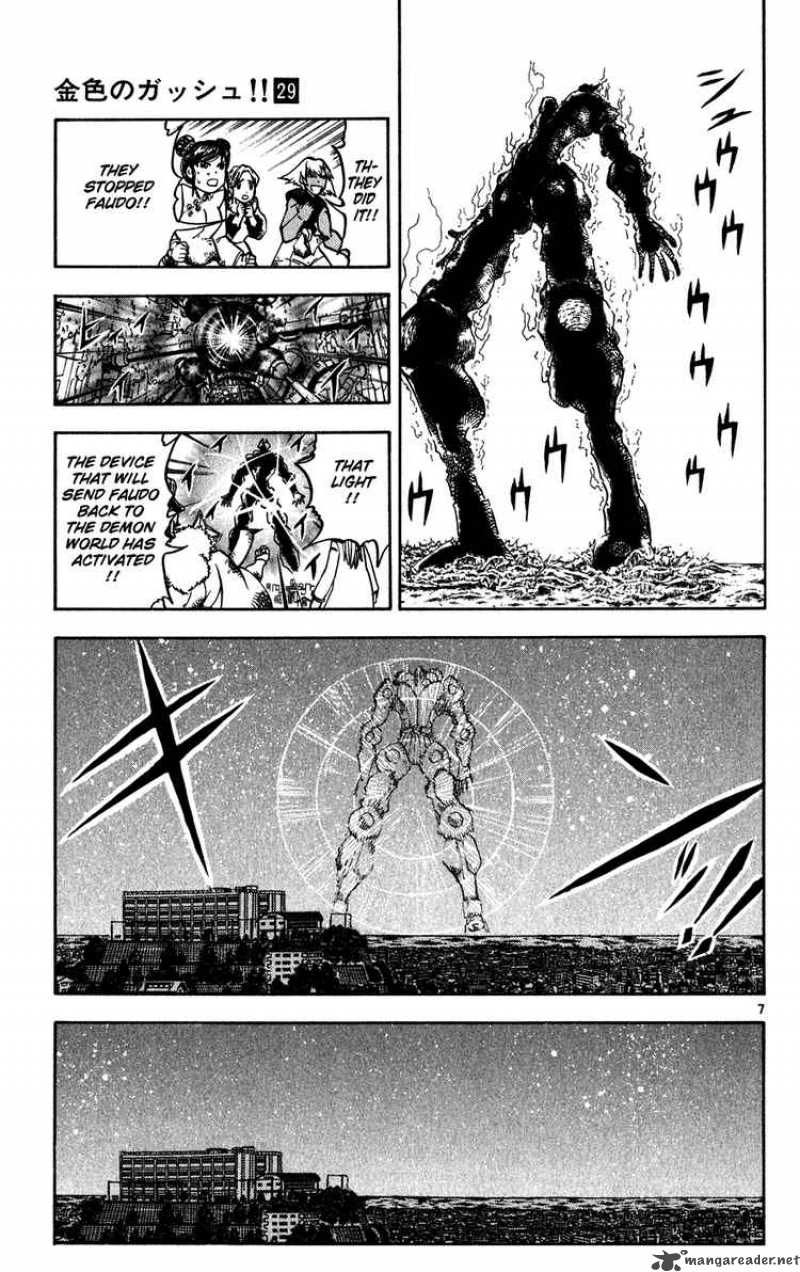 金色のガッシュ!! 29
シュ
ウウ
ウウ
ウウ
ウウ
TH-
THEY
DID
IT!!
THEY
STOPPED
FAUDO!!
THAT
LIGHT
!!
THE DEVICE
THAT WILL
SEND FAUDO
BACK TO
THE DEMON
WORLD HAS
ACTIVATED
!!
7
mangareader.net